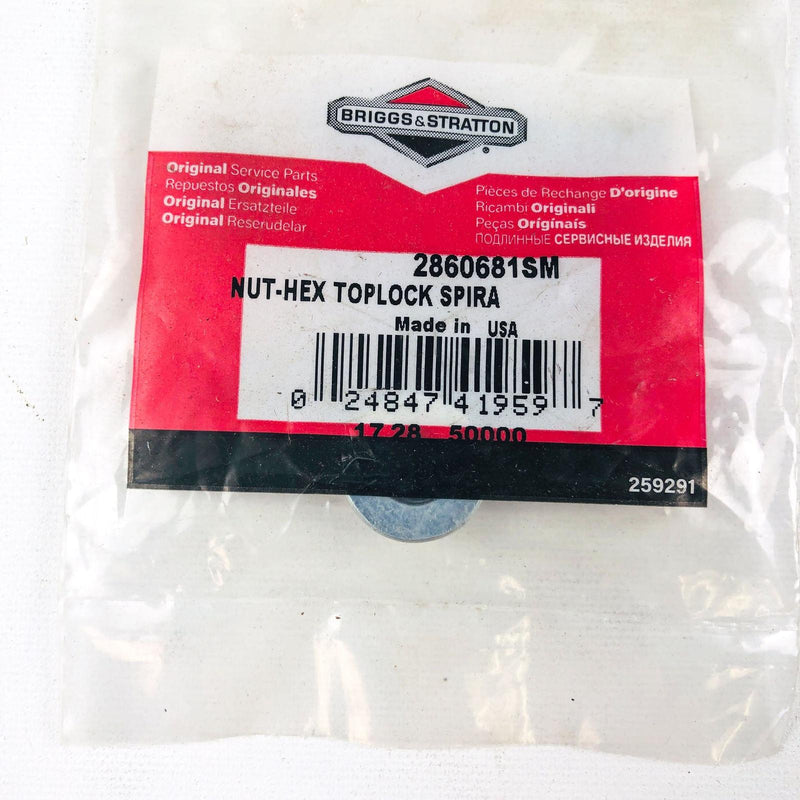 BRIGGS&STRATTON
®
Original Service Parts
Repuestos Originales
Original Ersatzteile
Original Reserudelar
Pièces de Rechange D'origine
Ricambi Originali
Peças Originais
ПОДЛИННЫЕ СЕРВИСНЫЕ ИЗДЕЛИЯ
2860681SM
NUT-HEX TOPLOCK SPIRA
Made in USA
0 24847 41959 7
17 28 50000
259291